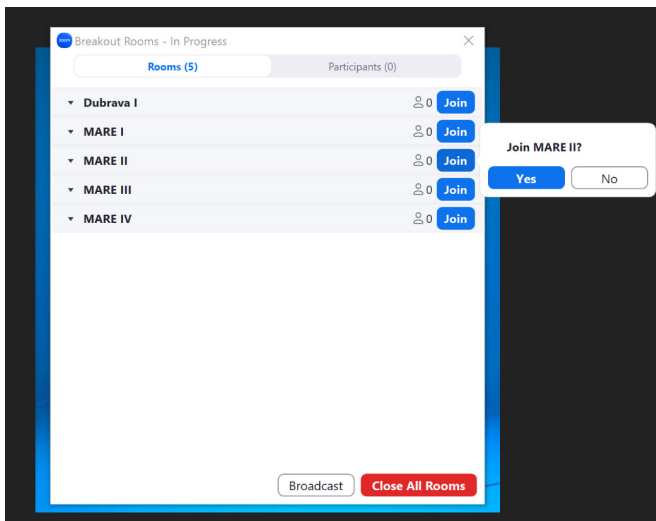 zoom
Breakout Rooms - In Progress
Rooms (5)
Participants (0)
Dubrava I
0 Join
MARE I
0 Join
MARE II
0 Join
MARE III
0 Join
MARE IV
0 Join
Join MARE II?
Yes
No
Broadcast
Close All Rooms